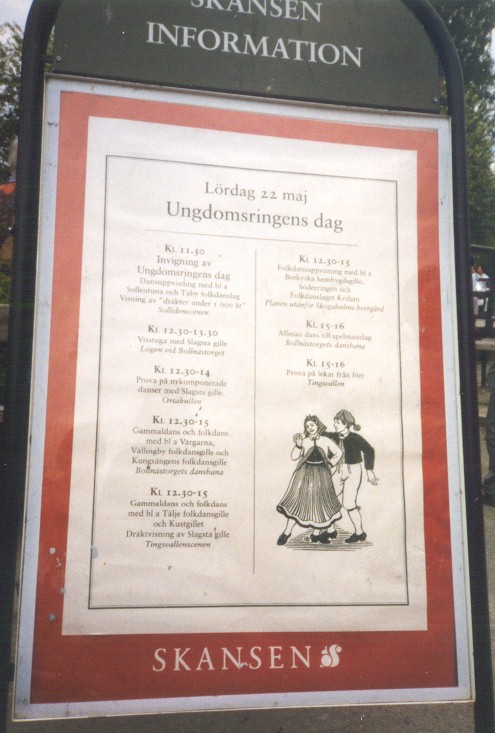 SKANSEN
INFORMATION
Lördag 22 maj
Ungdomsringens dag
KL 11.30
Invigning av
Ungdomsringens dag
Dansuppvisning med bl a
Sollentuna och Täby folkdanslag
Visning av "dräkter under 1 000 år"
Sollidenscenen
KL 12.30-13.30
Visstuga med Slagsta gille
Logen vid Bollnästorget
KL 12.30-14
Prova på nykomponerade
danser med Slagsta gille
Orsakullen
KL 12.30-15
Gammaldans och folkdans
med bl a Vargarna,
Vällingby folkdansgille och
Kungsängens folkdansgille
Bollnästorgets dansbana
KL 12.30-15
Gammaldans och folkdans
med bl a Tälje folkdansgille
och Kustgillet
Dräktvisning av Slagsta gille
Tingsvallenscenen
KL 12.30-15
Folkdansuppvisning med bl a
Botkyrka hembygdsgille,
Söderringen och
Folkdanslaget Kedjan
Planen utanför Skogaholms herrgård
KL 15-16
Allmän dans till spelmanslag
Bollnästorgets dansbana
KL 15-16
Prova på lekar från förr
Tingsvallen
SKANSEN